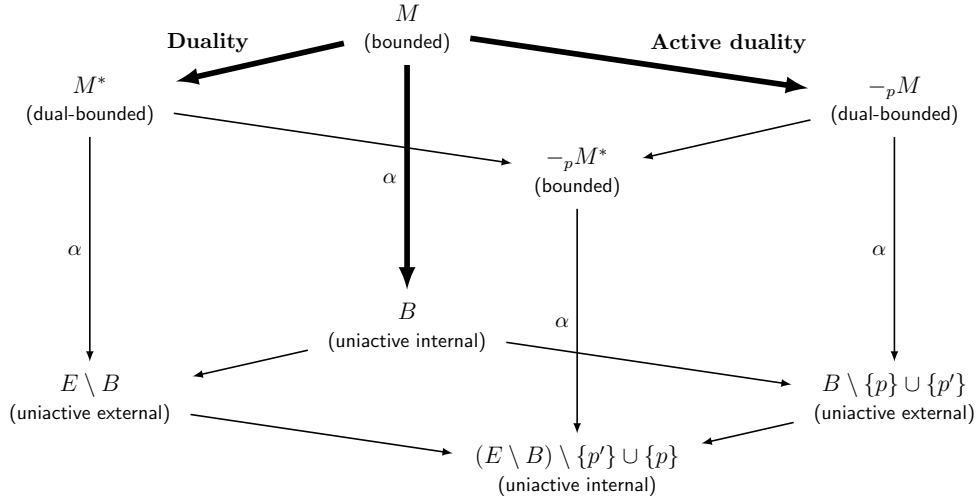 M
(bounded)
Duality
Active duality
M*
(dual-bounded)
−ₚM
(dual-bounded)
−ₚM*
(bounded)
α
α
α
B
(uniactive internal)
α
E \ B
(uniactive external)
B \ {p} ∪ {p′}
(uniactive external)
(E \ B) \ {p′} ∪ {p}
(uniactive internal)